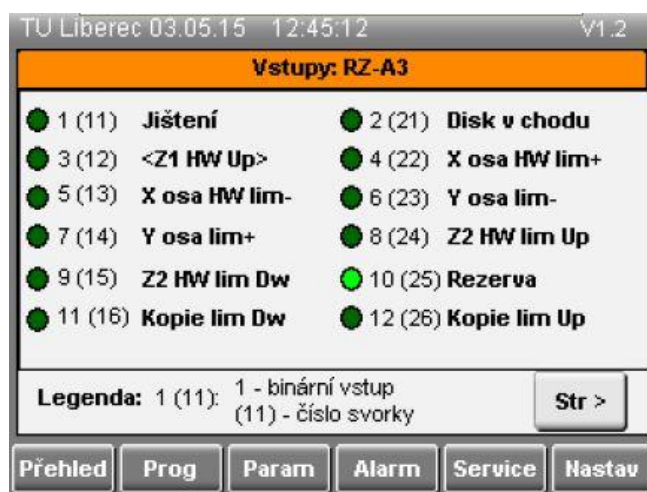 TU Liberec 03.05.15 12:45:12 V1.2
Vstupy: RZ-A3
1 (11) Jištení 2 (21) Disk v chodu
3 (12) <Z1 HW Up> 4 (22) X osa HW lim+
5 (13) X osa HW lim- 6 (23) Y osa lim-
7 (14) Y osa lim+ 8 (24) Z2 HW lim Up
9 (15) Z2 HW lim Dw 10 (25) Rezerva
11 (16) Kopie lim Dw 12 (26) Kopie lim Up
Legenda: 1 (11): 1 - binární vstup
(11) - číslo svorky
Str >
Přehled Prog Param Alarm Service Nastav